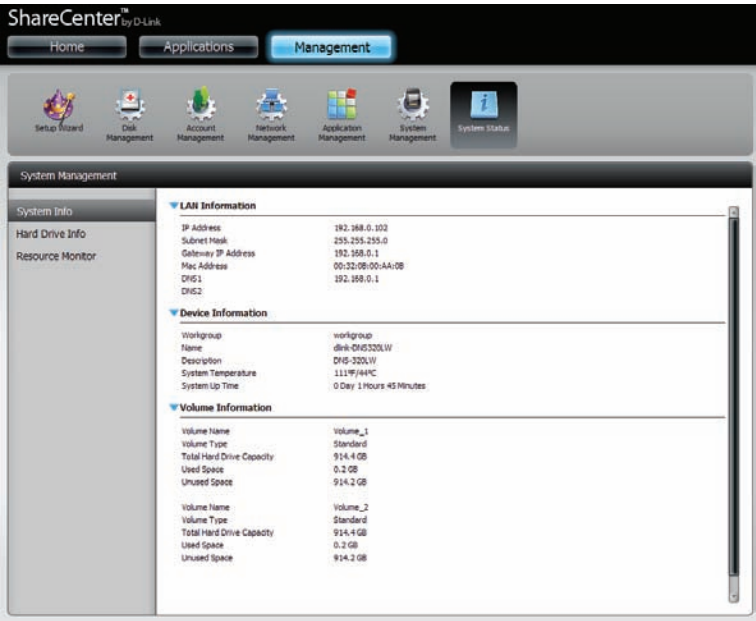 ShareCenter™ by D-Link
Home Applications Management
Setup Wizard Disk Management Account Management Network Management Application Management System Management System Status
System Management
System Info
Hard Drive Info
Resource Monitor
LAN Information
IP Address 192.168.0.102
Subnet Mask 255.255.255.0
Gateway IP Address 192.168.0.1
Mac Address 00:32:08:00:AA:0B
DNS1 192.168.0.1
DNS2
Device Information
Workgroup workgroup
Name dlink-DNS320LW
Description DNS-320LW
System Temperature 111°F/44°C
System Up Time 0 Day 1 Hours 45 Minutes
Volume Information
Volume Name Volume_1
Volume Type Standard
Total Hard Drive Capacity 914.4 GB
Used Space 0.2 GB
Unused Space 914.2 GB
Volume Name Volume_2
Volume Type Standard
Total Hard Drive Capacity 914.4 GB
Used Space 0.2 GB
Unused Space 914.2 GB